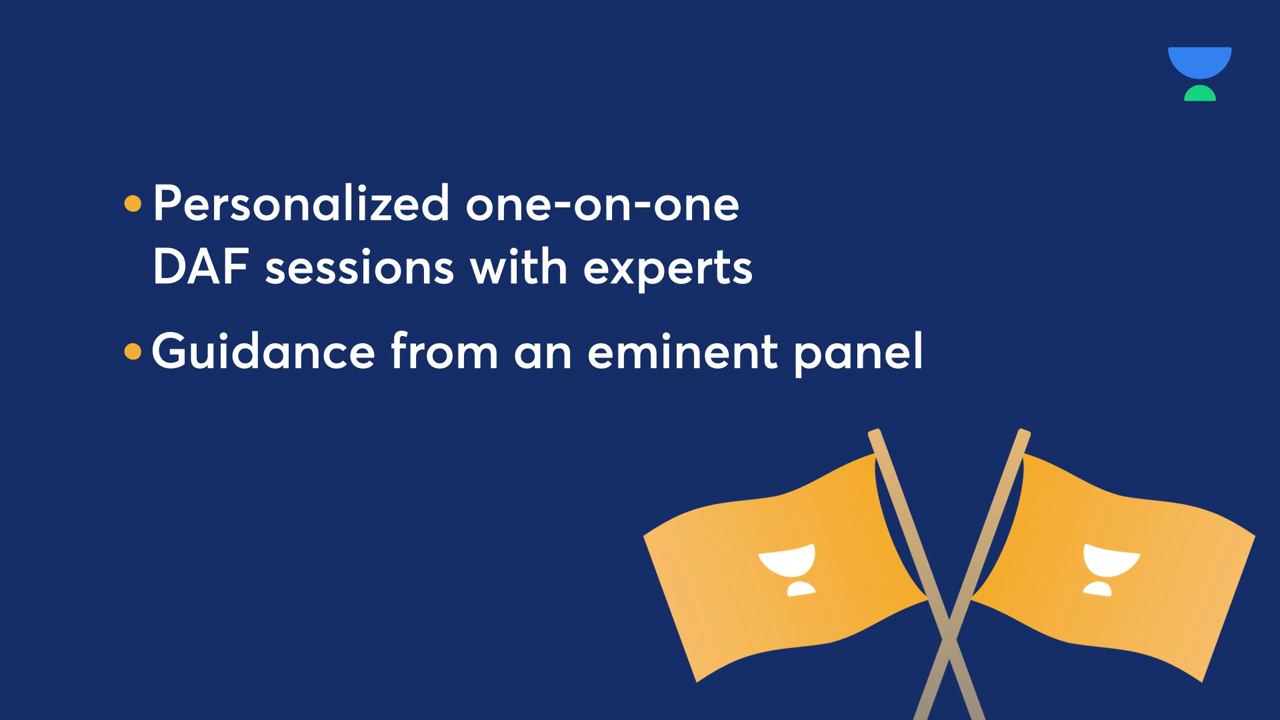 • Personalized one-on-one
DAF sessions with experts
• Guidance from an eminent panel